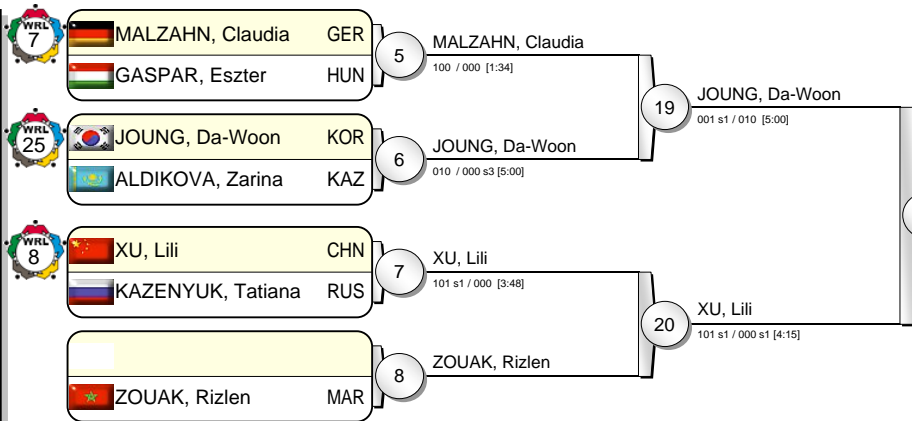 WRL
7
MALZAHN, Claudia GER
GASPAR, Eszter HUN
5
MALZAHN, Claudia
100 / 000 [1:34]
WRL
25
JOUNG, Da-Woon KOR
ALDIKOVA, Zarina KAZ
6
JOUNG, Da-Woon
010 / 000 s3 [5:00]
19
JOUNG, Da-Woon
001 s1 / 010 [5:00]
WRL
8
XU, Lili CHN
KAZENYUK, Tatiana RUS
7
XU, Lili
101 s1 / 000 [3:48]
ZOUAK, Rizlen MAR
8
ZOUAK, Rizlen
20
XU, Lili
101 s1 / 000 s1 [4:15]